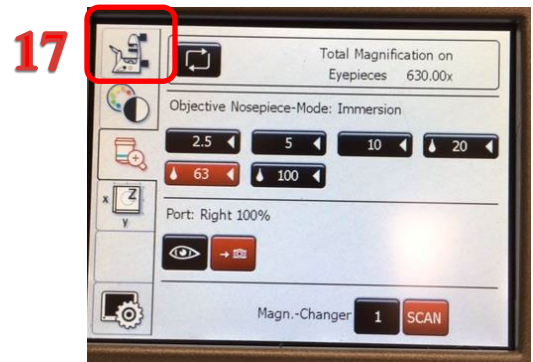 17
Total Magnification on
Eyepieces 630.00x
Objective Nosepiece-Mode: Immersion
2.5 5 10 20
63 100
x Z
y
Port: Right 100%
Magn.-Changer 1 SCAN